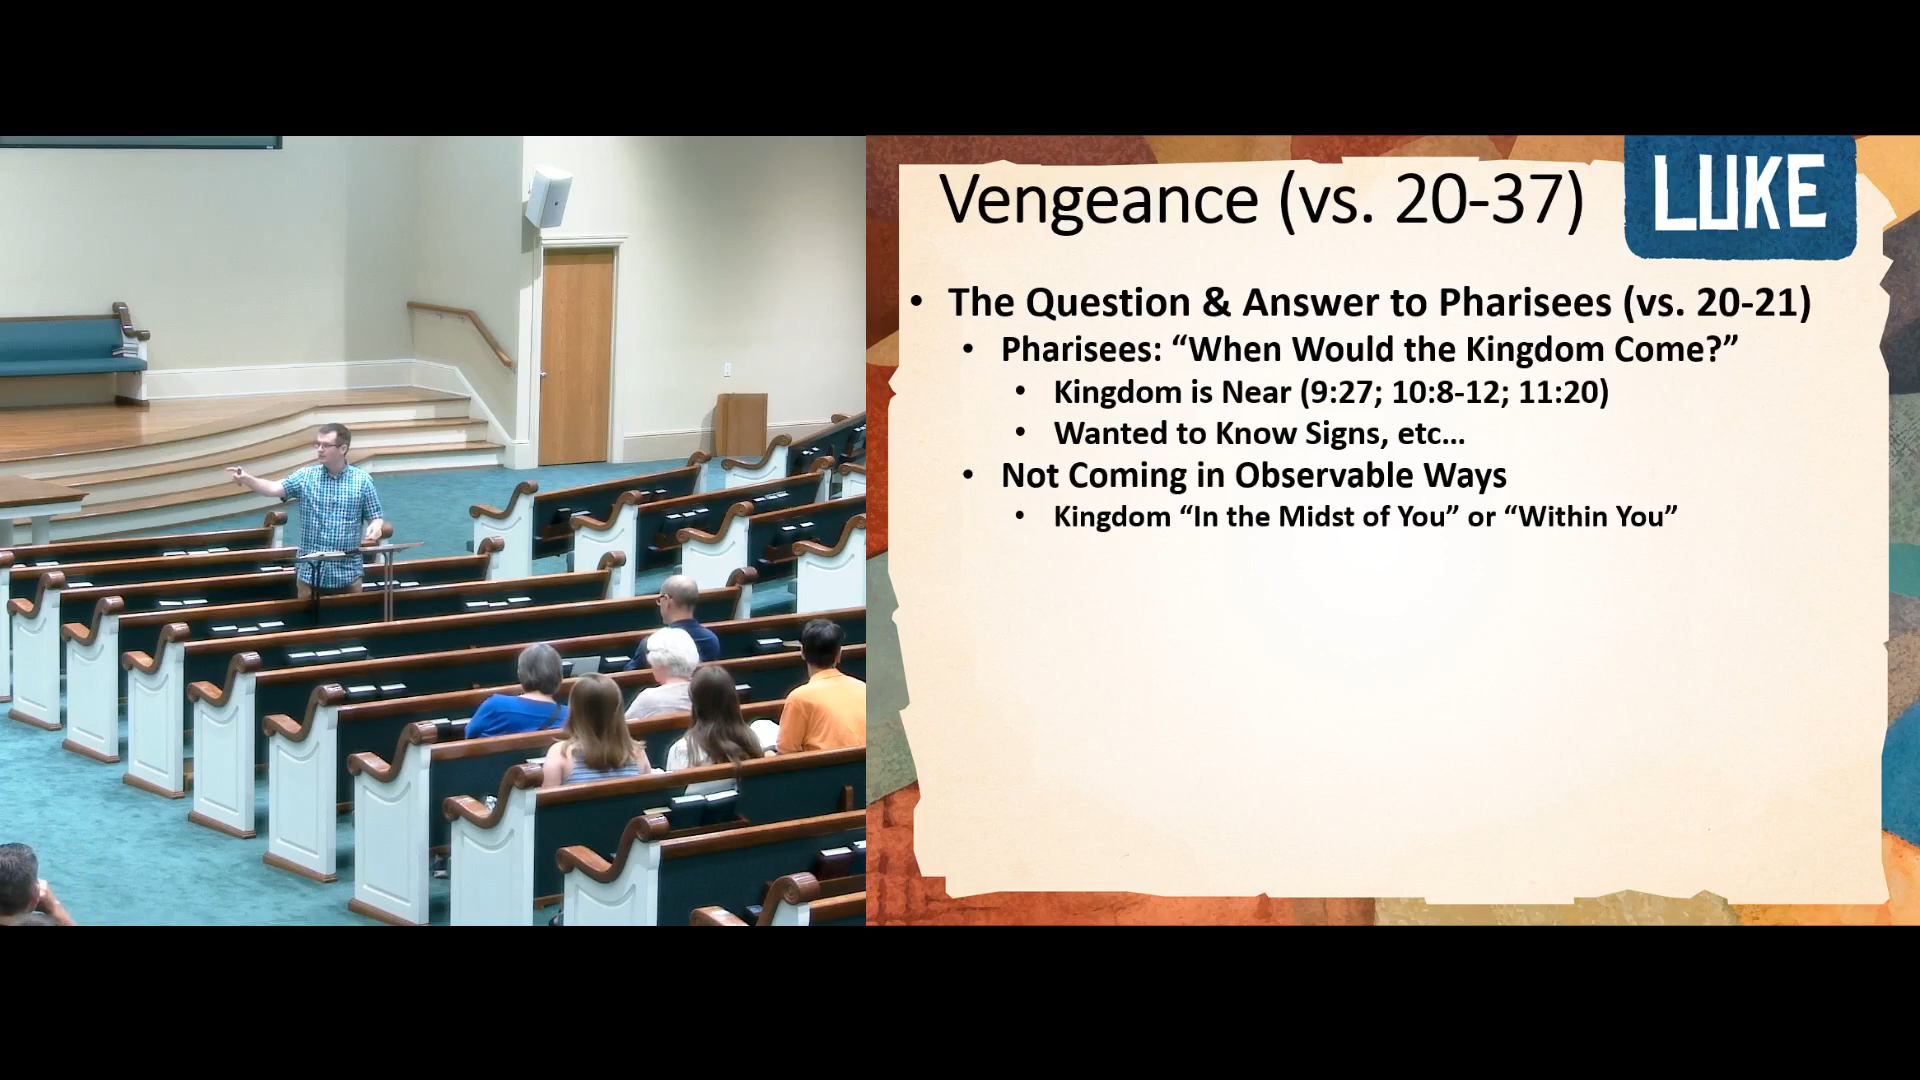 Vengeance (vs. 20-37)
LUKE
• The Question & Answer to Pharisees (vs. 20-21)
• Pharisees: “When Would the Kingdom Come?”
• Kingdom is Near (9:27; 10:8-12; 11:20)
• Wanted to Know Signs, etc…
• Not Coming in Observable Ways
• Kingdom “In the Midst of You” or “Within You”